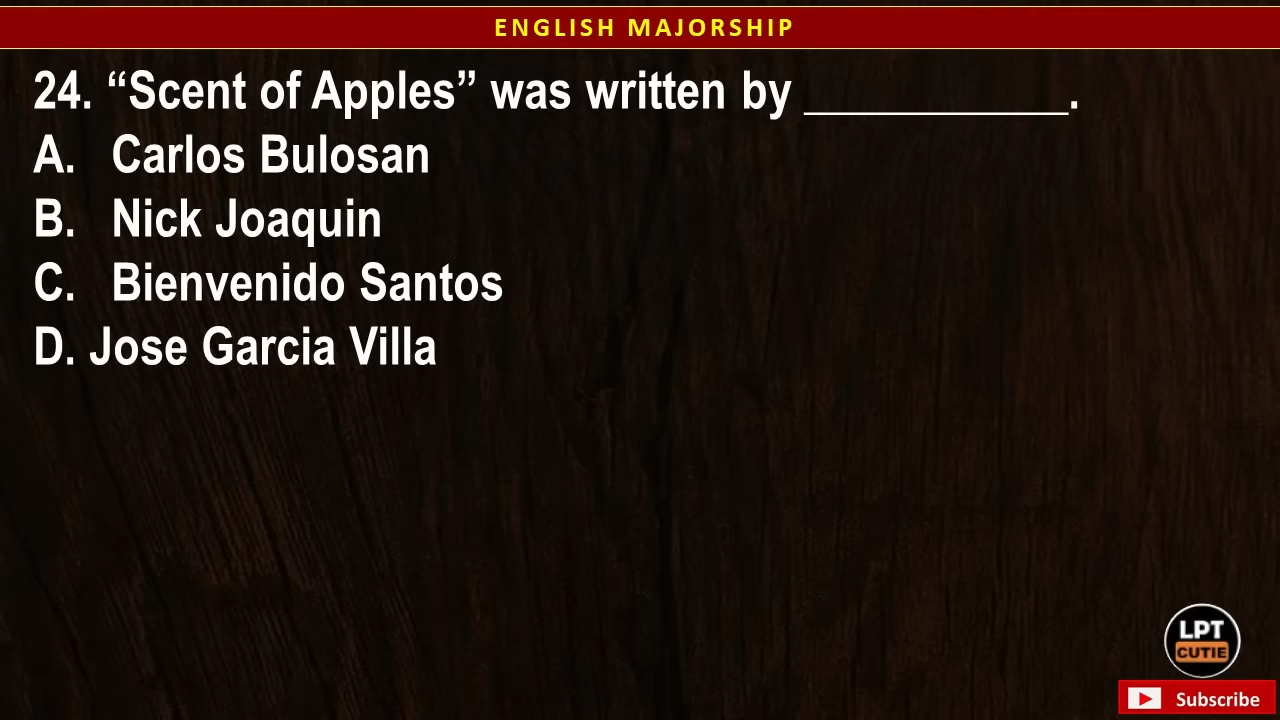 ENGLISH MAJORSHIP
24. “Scent of Apples” was written by ____________.
A. Carlos Bulosan
B. Nick Joaquin
C. Bienvenido Santos
D. Jose Garcia Villa
LPT
CUTIE
Subscribe